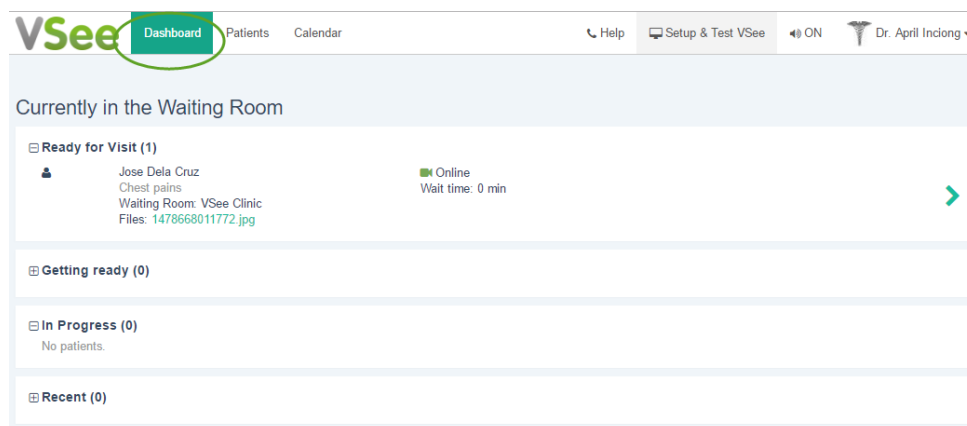 VSee Dashboard Patients Calendar Help Setup & Test VSee ON Dr. April Inciong
Currently in the Waiting Room
Ready for Visit (1)
Jose Dela Cruz Online
Chest pains Wait time: 0 min
Waiting Room: VSee Clinic
Files: 1478668011772.jpg
Getting ready (0)
In Progress (0)
No patients.
Recent (0)